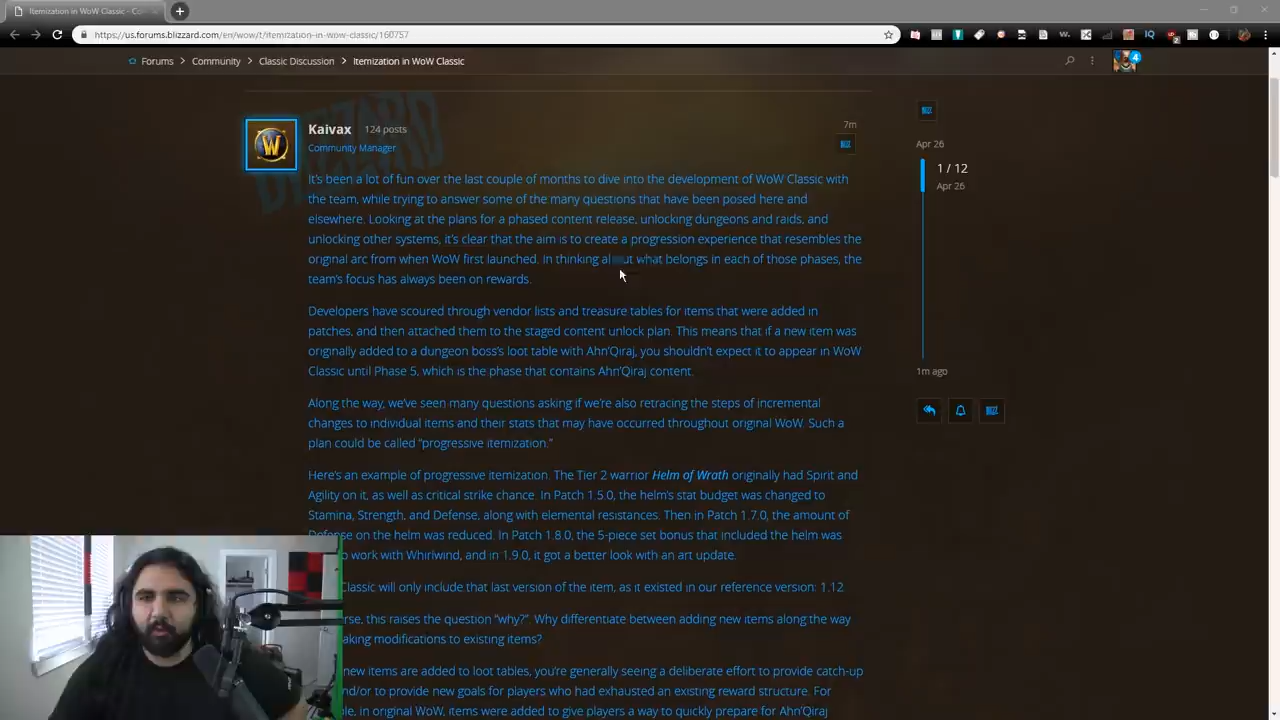 Itemization in WoW Classic - Co
https://us.forums.blizzard.com/en/wow/t/itemization-in-wow-classic/160757
Forums > Community > Classic Discussion > Itemization in WoW Classic
4
Kaivax 124 posts
7m
Community Manager
It's been a lot of fun over the last couple of months to dive into the development of WoW Classic with
the team, while trying to answer some of the many questions that have been posed here and
elsewhere. Looking at the plans for a phased content release, unlocking dungeons and raids, and
unlocking other systems, it's clear that the aim is to create a progression experience that resembles the
original arc from when WoW first launched. In thinking about what belongs in each of those phases, the
team's focus has always been on rewards.
Developers have scoured through vendor lists and treasure tables for items that were added in
patches, and then attached them to the staged content unlock plan. This means that if a new item was
originally added to a dungeon boss's loot table with Ahn'Qiraj, you shouldn't expect it to appear in WoW
Classic until Phase 5, which is the phase that contains Ahn'Qiraj content.
Along the way, we've seen many questions asking if we're also retracing the steps of incremental
changes to individual items and their stats that may have occurred throughout original WoW. Such a
plan could be called "progressive itemization."
Here's an example of progressive itemization. The Tier 2 warrior Helm of Wrath originally had Spirit and
Agility on it, as well as critical strike chance. In Patch 1.5.0, the helm's stat budget was changed to
Stamina, Strength, and Defense, along with elemental resistances. Then in Patch 1.7.0, the amount of
Defense on the helm was reduced. In Patch 1.8.0, the 5-piece set bonus that included the helm was
to work with Whirlwind, and in 1.9.0, it got a better look with an art update.
Classic will only include that last version of the item, as it existed in our reference version: 1.12
rse, this raises the question "why?". Why differentiate between adding new items along the way
aking modifications to existing items?
new items are added to loot tables, you're generally seeing a deliberate effort to provide catch-up
nd/or to provide new goals for players who had exhausted an existing reward structure. For
le, in original WoW, items were added to give players a way to quickly prepare for Ahn'Qiraj
BLIZZ
BLIZZ
Apr 26
1 / 12
Apr 26
1m ago
BLIZZ